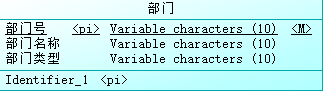 部门
部门号 <pi> Variable characters (10) <M>
部门名称 Variable characters (10)
部门类型 Variable characters (10)
Identifier_1 <pi>